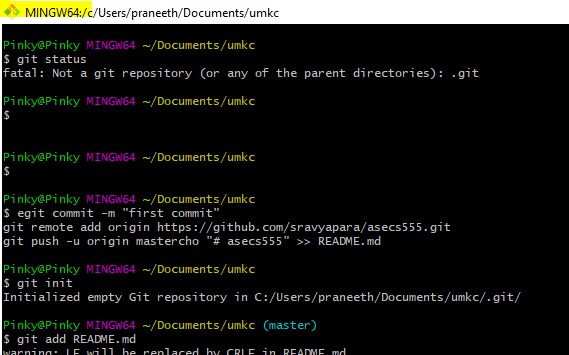 MINGW64:/c/Users/praneeth/Documents/umkc
Pinky@Pinky MINGW64 ~/Documents/umkc
$ git status
fatal: Not a git repository (or any of the parent directories): .git
Pinky@Pinky MINGW64 ~/Documents/umkc
$
Pinky@Pinky MINGW64 ~/Documents/umkc
$
Pinky@Pinky MINGW64 ~/Documents/umkc
$ egit commit -m "first commit"
git remote add origin https://github.com/sravyapara/asecs555.git
git push -u origin mastercho "# asecs555" >> README.md
Pinky@Pinky MINGW64 ~/Documents/umkc
$ git init
Initialized empty Git repository in C:/Users/praneeth/Documents/umkc/.git/
Pinky@Pinky MINGW64 ~/Documents/umkc (master)
$ git add README.md
warning: LF will be replaced by CRLF in README.md